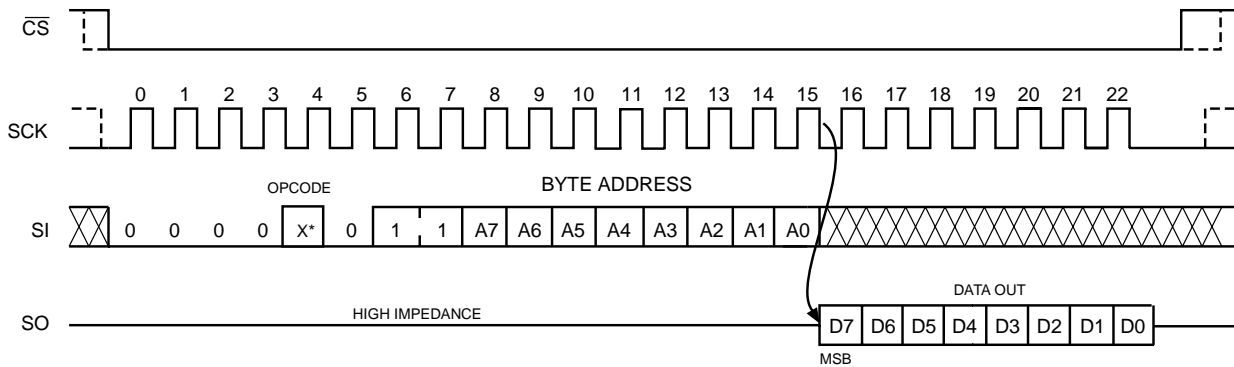 CS
0 1 2 3 4 5 6 7 8 9 10 11 12 13 14 15 16 17 18 19 20 21 22
SCK
OPCODE BYTE ADDRESS
SI 0 0 0 0 X* 0 1 1 A7 A6 A5 A4 A3 A2 A1 A0
DATA OUT
HIGH IMPEDANCE
SO D7 D6 D5 D4 D3 D2 D1 D0
MSB